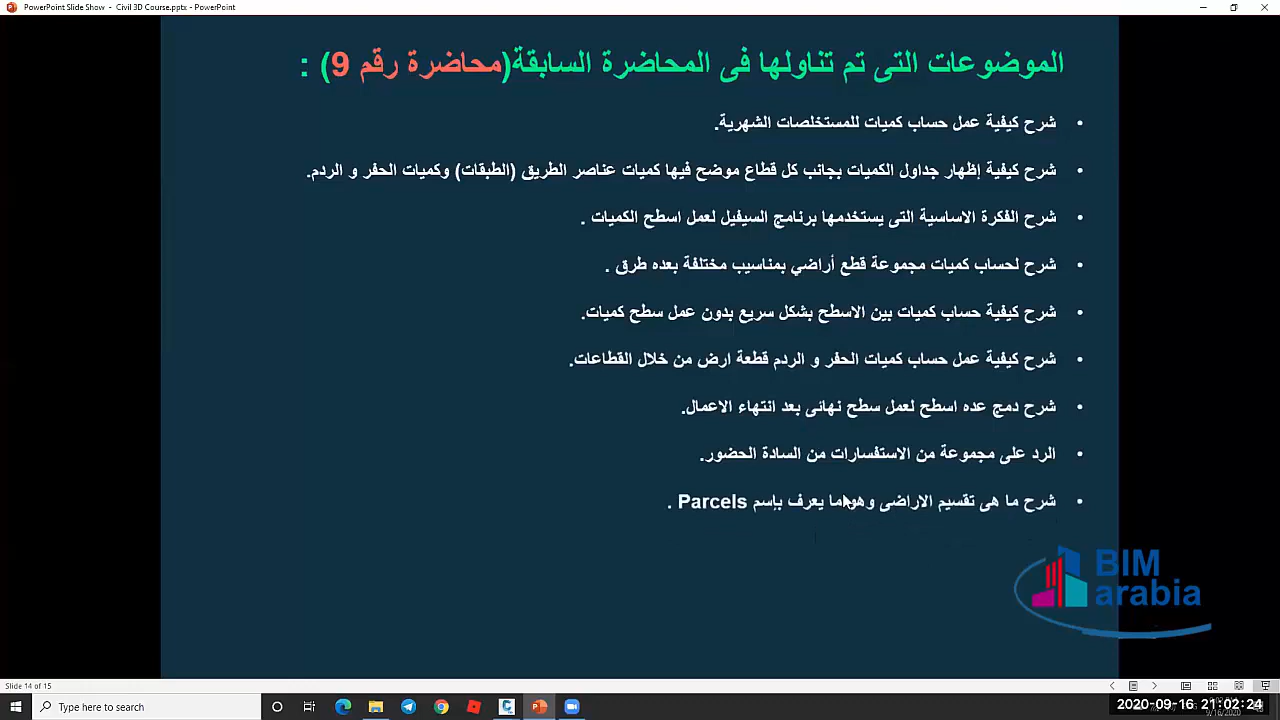 PowerPoint Slide Show - Civil 3D Course.pptx - PowerPoint
الموضوعات التى تم تناولها فى المحاضرة السابقة(محاضرة رقم 9) :
• شرح كيفية عمل حساب كميات للمستخلصات الشهرية.
• شرح كيفية إظهار جداول الكميات بجانب كل قطاع موضح فيها كميات عناصر الطريق (الطبقات) وكميات الحفر و الردم.
• شرح الفكرة الاساسية التى يستخدمها برنامج السيفيل لعمل اسطح الكميات .
• شرح لحساب كميات مجموعة قطع أراضي بمناسيب مختلفة بعده طرق .
• شرح كيفية حساب كميات بين الاسطح بشكل سريع بدون عمل سطح كميات.
• شرح كيفية عمل حساب كميات الحفر و الردم قطعة ارض من خلال القطاعات.
• شرح دمج عده اسطح لعمل سطح نهائى بعد انتهاء الاعمال.
• الرد على مجموعة من الاستفسارات من السادة الحضور.
• شرح ما هى تقسيم الاراضى وهوما يعرف بإسم Parcels .
BIM
arabia
Slide 14 of 15
Type here to search
2020-09-16 21:02:24